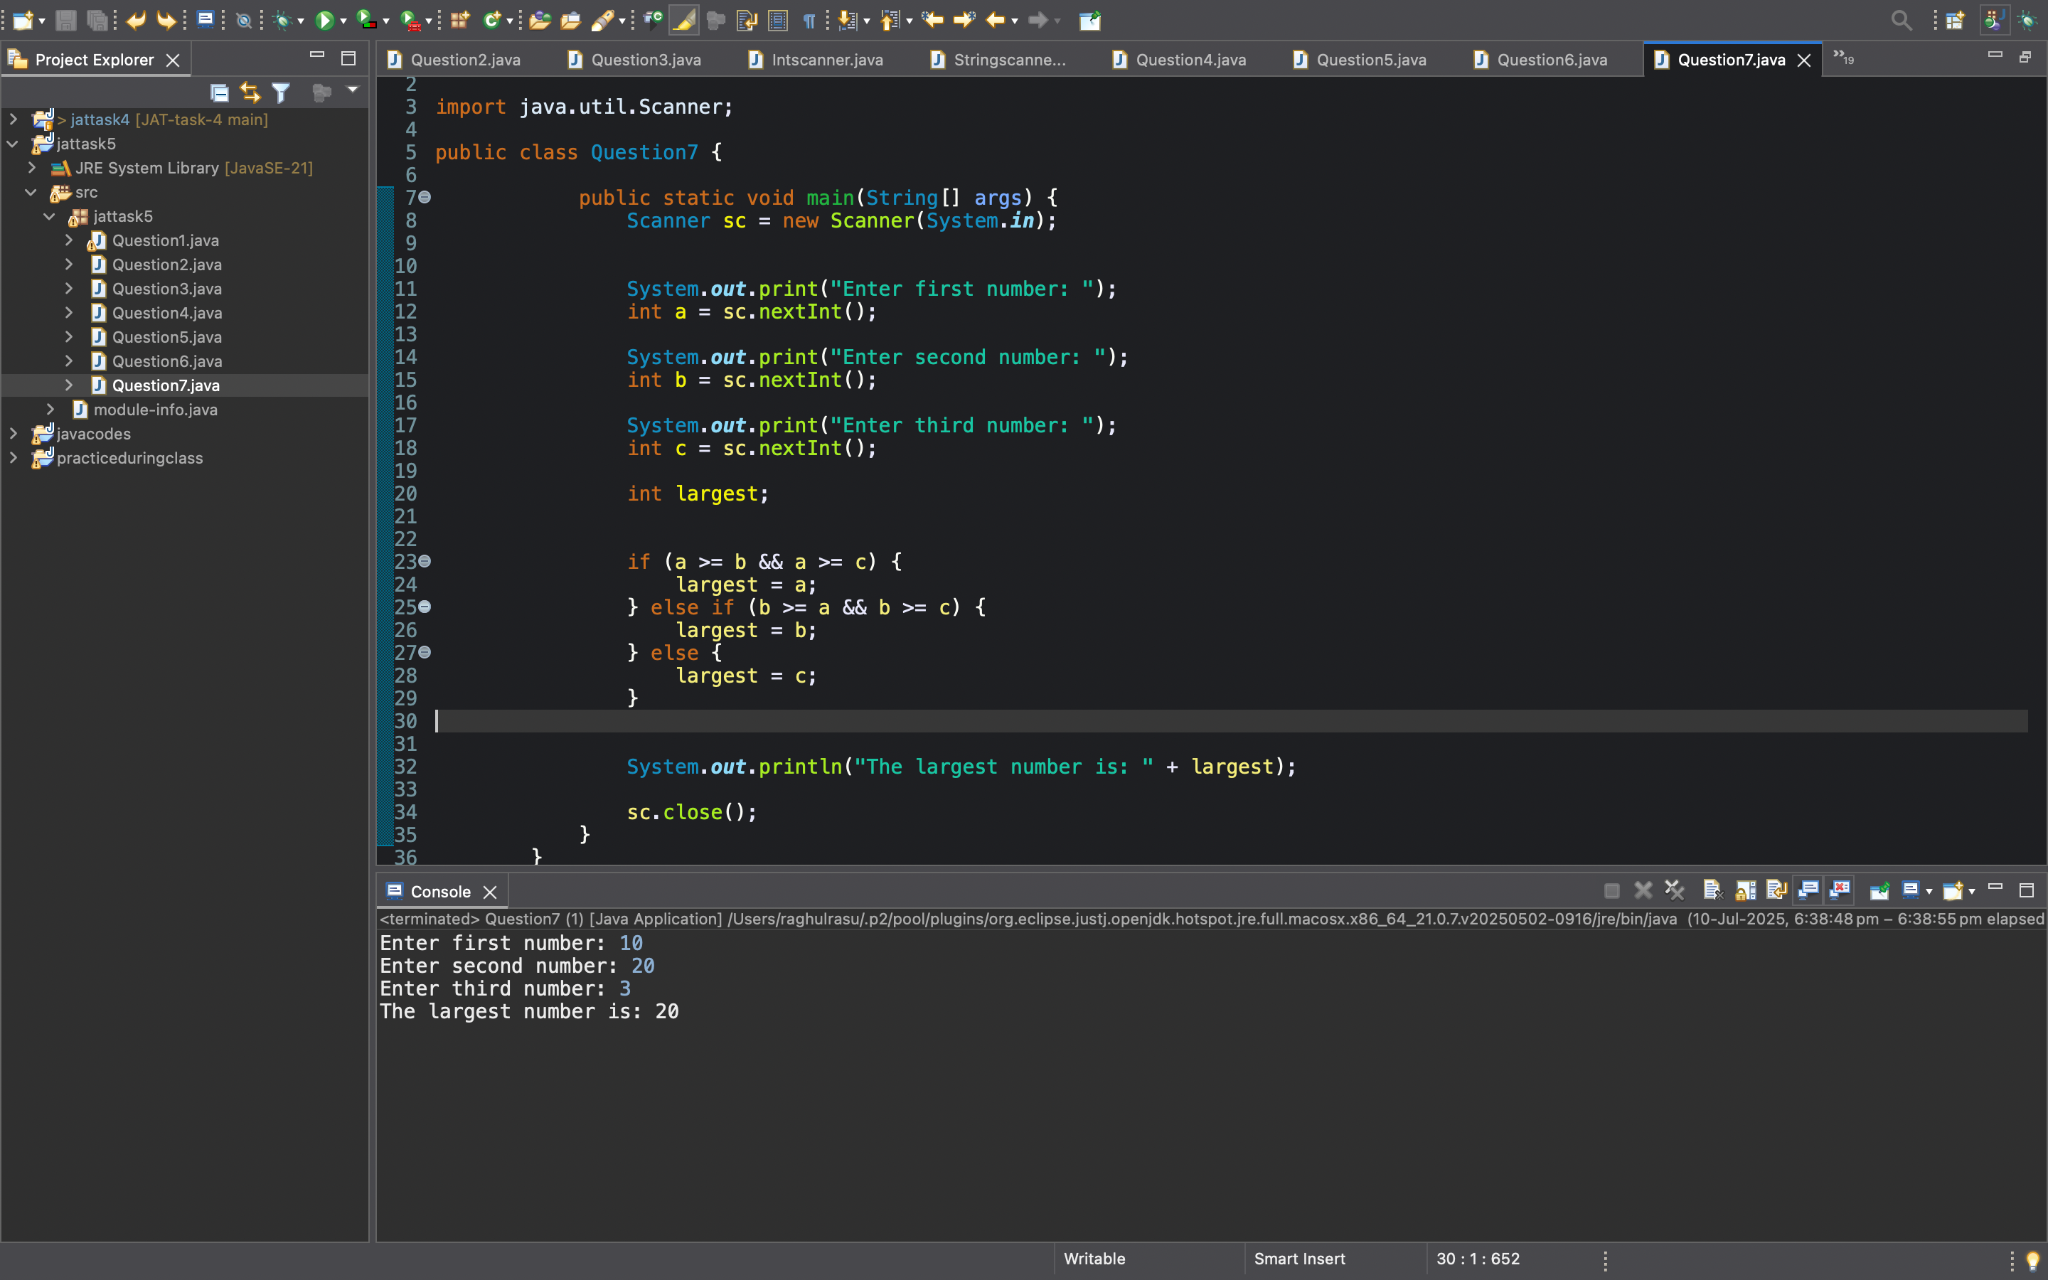 Project Explorer
> jattask4 [JAT-task-4 main]
jattask5
JRE System Library [JavaSE-21]
src
jattask5
Question1.java
Question2.java
Question3.java
Question4.java
Question5.java
Question6.java
Question7.java
module-info.java
javacodes
practiceduringclass
Question2.java Question3.java Intscanner.java Stringscanne... Question4.java Question5.java Question6.java Question7.java 19
2
3 import java.util.Scanner;
4
5 public class Question7 {
6
7 public static void main(String[] args) {
8 Scanner sc = new Scanner(System.in);
9
10
11 System.out.print("Enter first number: ");
12 int a = sc.nextInt();
13
14 System.out.print("Enter second number: ");
15 int b = sc.nextInt();
16
17 System.out.print("Enter third number: ");
18 int c = sc.nextInt();
19
20 int largest;
21
22
23 if (a >= b && a >= c) {
24 largest = a;
25 } else if (b >= a && b >= c) {
26 largest = b;
27 } else {
28 largest = c;
29 }
30
31
32 System.out.println("The largest number is: " + largest);
33
34 sc.close();
35 }
36 }
Console
<terminated> Question7 (1) [Java Application] /Users/raghulrasu/.p2/pool/plugins/org.eclipse.justj.openjdk.hotspot.jre.full.macosx.x86_64_21.0.7.v20250502-0916/jre/bin/java (10-Jul-2025, 6:38:48 pm – 6:38:55 pm elapsed
Enter first number: 10
Enter second number: 20
Enter third number: 3
The largest number is: 20
Writable Smart Insert 30 : 1 : 652